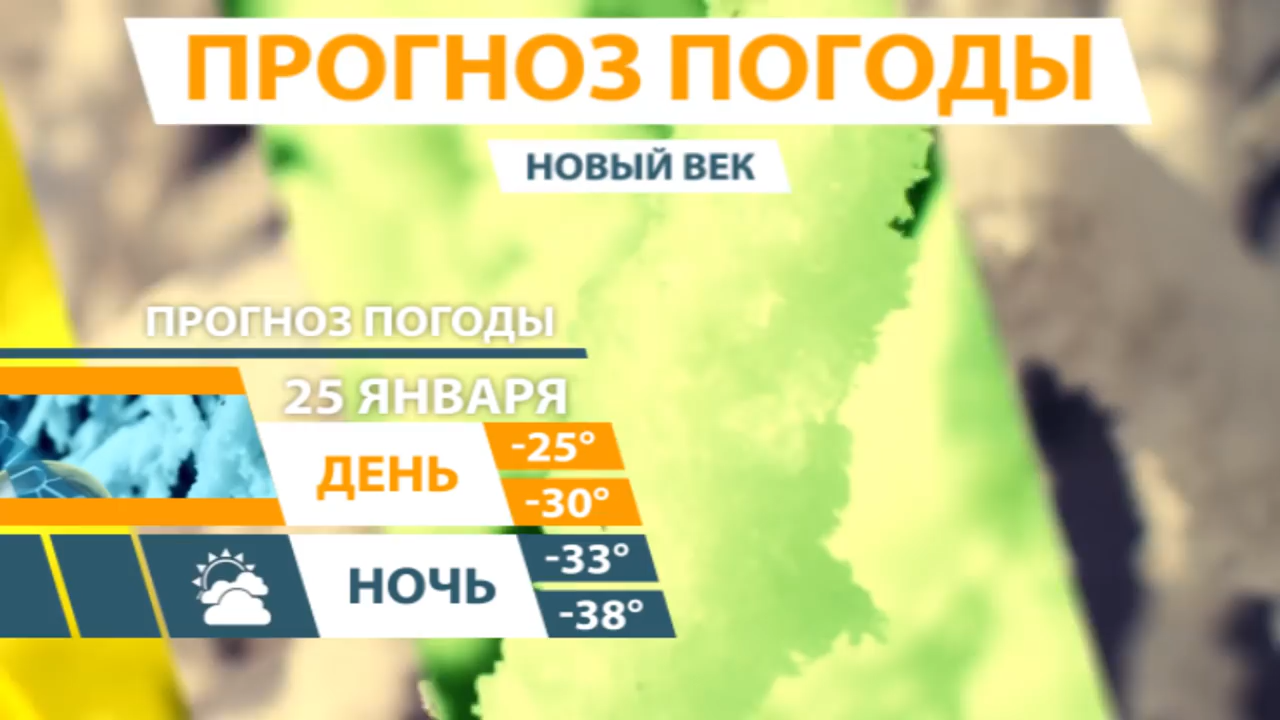 ПРОГНОЗ ПОГОДЫ
НОВЫЙ ВЕК
ПРОГНОЗ ПОГОДЫ
25 ЯНВАРЯ
ДЕНЬ
-25°
-30°
НОЧЬ
-33°
-38°